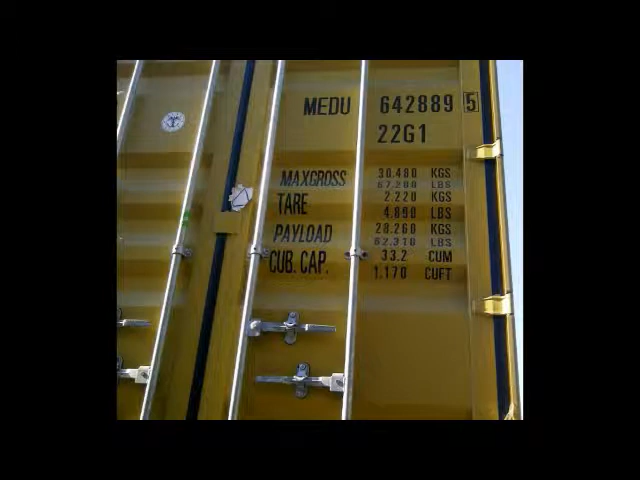 MEDU 642889 5
22G1
MAXGROSS 30.480 KGS
67.200 LBS
TARE 2.220 KGS
4.890 LBS
PAYLOAD 28.260 KGS
62.310 LBS
CUB. CAP. 33.2 CUM
1.170 CUFT